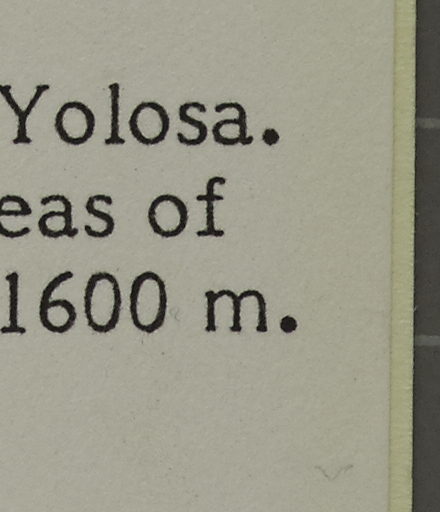 Yolosa.
eas of
1600 m.